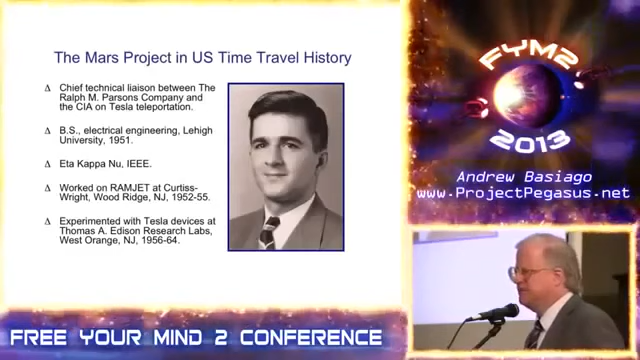 The Mars Project in US Time Travel History
Δ Chief technical liaison between The
Ralph M. Parsons Company and
the CIA on Tesla teleportation.
Δ B.S., electrical engineering, Lehigh
University, 1951.
Δ Eta Kappa Nu, IEEE.
Δ Worked on RAMJET at Curtiss-
Wright, Wood Ridge, NJ, 1952-55.
Δ Experimented with Tesla devices at
Thomas A. Edison Research Labs,
West Orange, NJ, 1956-64.
FYM2
2013
Andrew Basiago
www.ProjectPegasus.net
FREE YOUR MIND 2 CONFERENCE